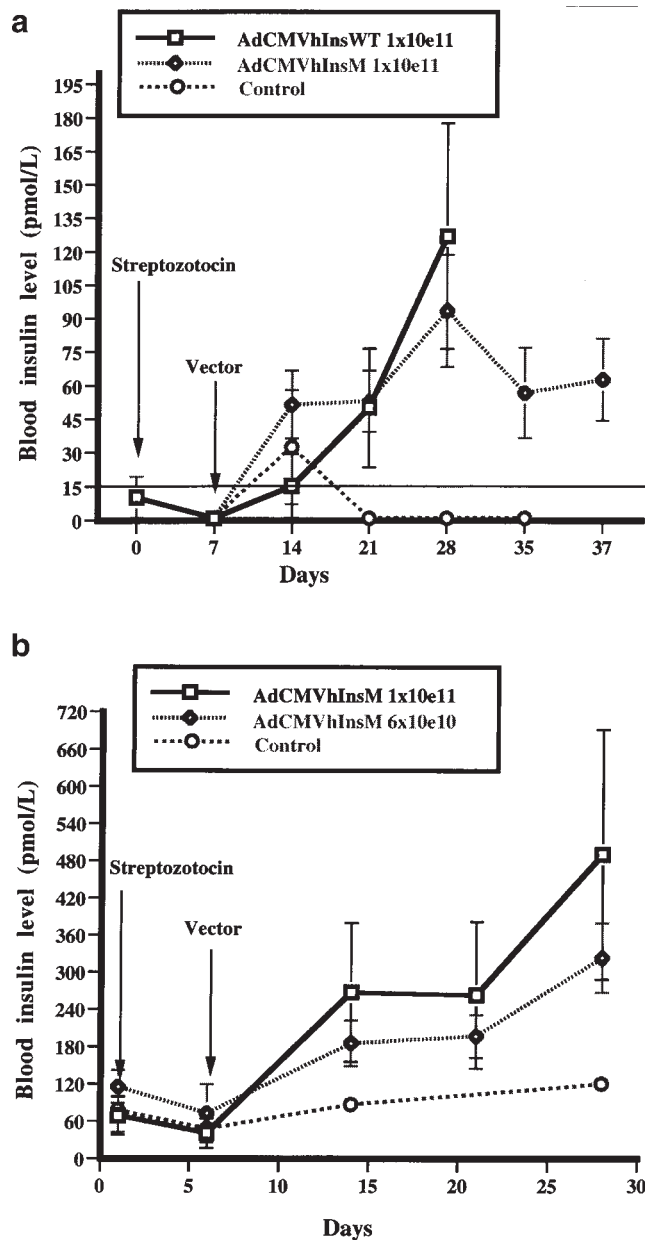 a
AdCMVhInsWT 1x10e11
AdCMVhInsM 1x10e11
Control
195
180
165
150
135
120
105
90
75
60
45
30
15
0
Blood insulin level (pmol/L)
Streptozotocin
Vector
0 7 14 21 28 35 37
Days
b
AdCMVhInsM 1x10e11
AdCMVhInsM 6x10e10
Control
720
660
600
540
480
420
360
300
240
180
120
60
0
Blood insulin level (pmol/L)
Streptozotocin
Vector
0 5 10 15 20 25 30
Days